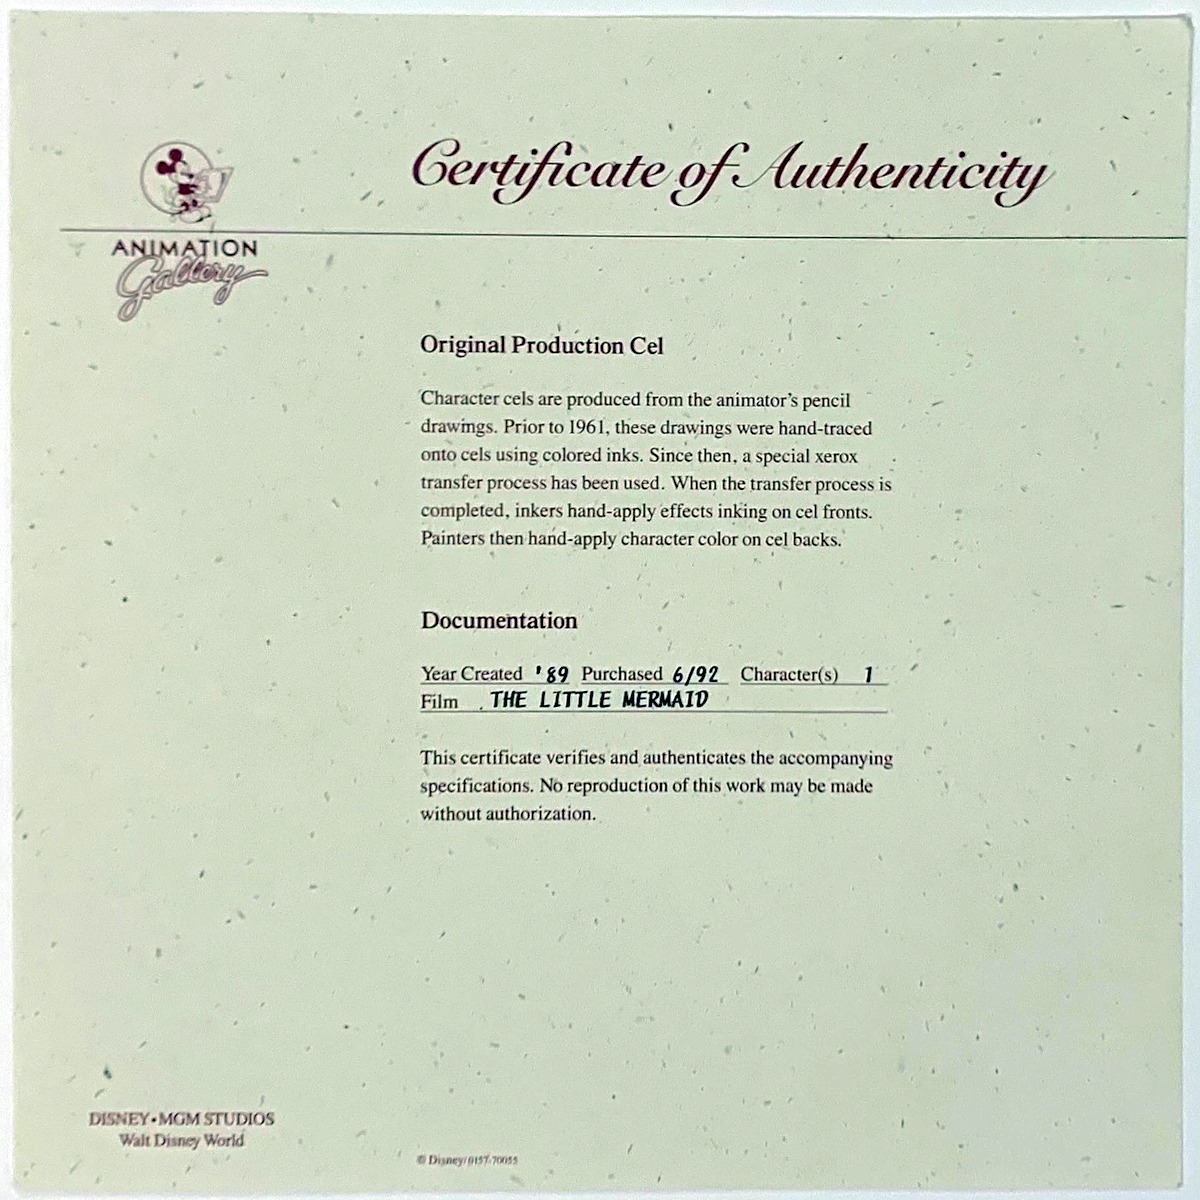 Certificate of Authenticity
ANIMATION
Gallery
Original Production Cel
Character cels are produced from the animator's pencil
drawings. Prior to 1961, these drawings were hand-traced
onto cels using colored inks. Since then, a special xerox
transfer process has been used. When the transfer process is
completed, inkers hand-apply effects inking on cel fronts.
Painters then hand-apply character color on cel backs.
Documentation
Year Created '89 Purchased 6/92 Character(s) 1
Film THE LITTLE MERMAID
This certificate verifies and authenticates the accompanying
specifications. No reproduction of this work may be made
without authorization.
DISNEY•MGM STUDIOS
Walt Disney World
© Disney/0157-70055